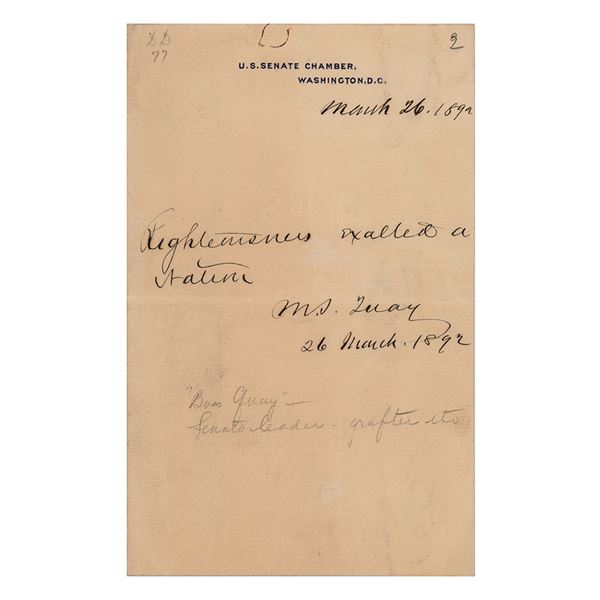 DD
77
2
U.S. SENATE CHAMBER,
WASHINGTON, D.C.
March 26. 1892
Righteousness exalted a
Nation
M.S. Quay
26 March. 1892
"Boss Quay" —
Senate leader - grafter etc